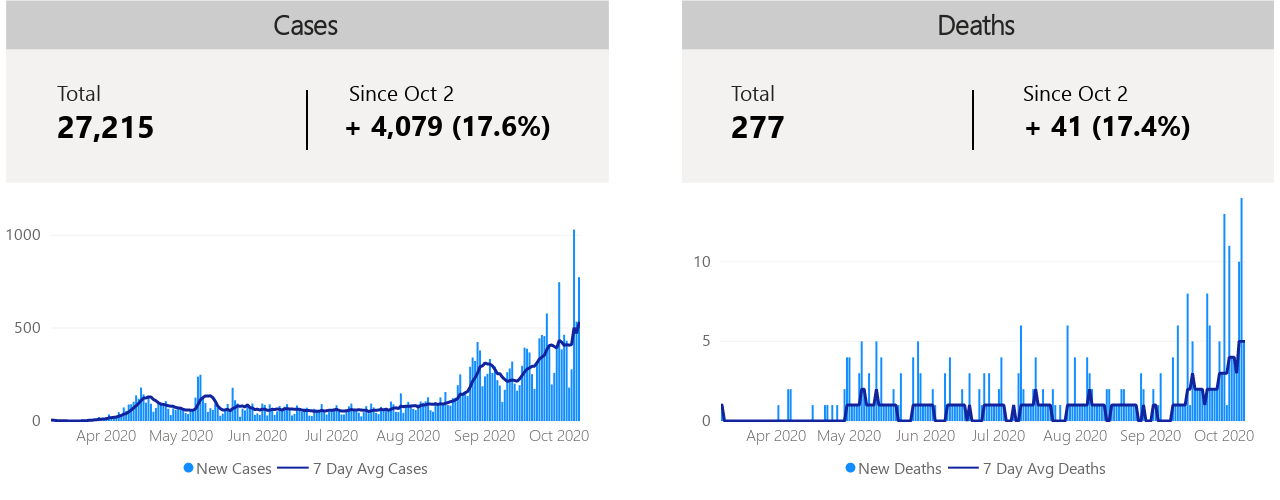 Cases
Total
27,215
Since Oct 2
+ 4,079 (17.6%)
1000
500
0
Apr 2020 May 2020 Jun 2020 Jul 2020 Aug 2020 Sep 2020 Oct 2020
New Cases 7 Day Avg Cases
Deaths
Total
277
Since Oct 2
+ 41 (17.4%)
10
5
0
Apr 2020 May 2020 Jun 2020 Jul 2020 Aug 2020 Sep 2020 Oct 2020
New Deaths 7 Day Avg Deaths